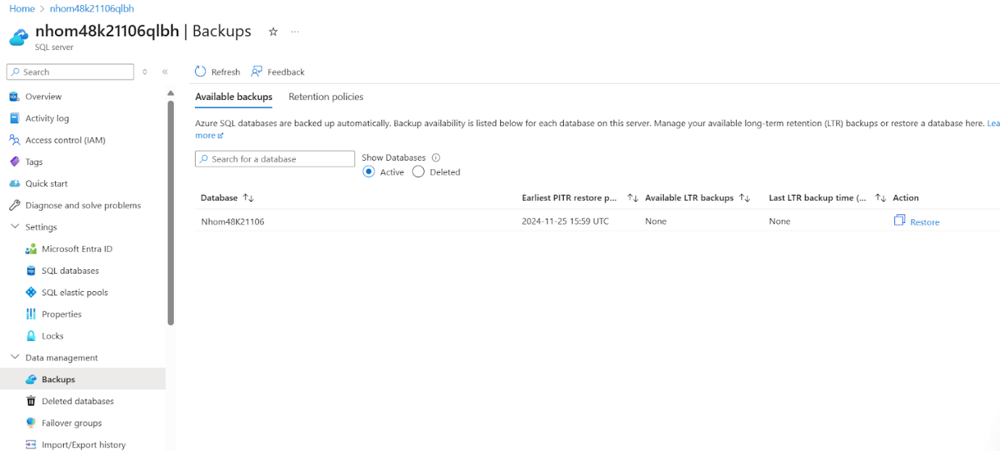 Home > nhom48k21106qlbh
nhom48k21106qlbh | Backups ☆ ...
SQL server
Search
Refresh Feedback
Overview
Activity log
Access control (IAM)
Tags
Quick start
Diagnose and solve problems
Settings
Microsoft Entra ID
SQL databases
SQL elastic pools
Properties
Locks
Data management
Backups
Deleted databases
Failover groups
Import/Export history
Available backups Retention policies
Azure SQL databases are backed up automatically. Backup availability is listed below for each database on this server. Manage your available long-term retention (LTR) backups or restore a database here. Lea
more
Search for a database
Show Databases
Active Deleted
Database Earliest PITR restore p... Available LTR backups Last LTR backup time (... Action
Nhom48K21106 2024-11-25 15:59 UTC None None Restore